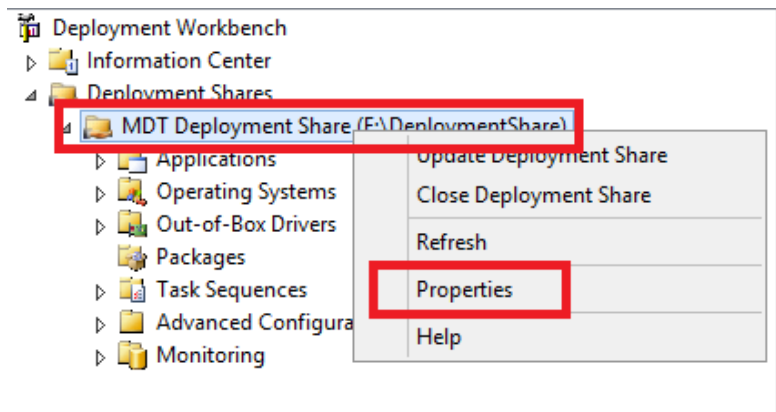 Deployment Workbench
Information Center
Deployment Shares
MDT Deployment Share (E:\DeploymentShare)
Applications
Operating Systems
Out-of-Box Drivers
Packages
Task Sequences
Advanced Configura
Monitoring
Update Deployment Share
Close Deployment Share
Refresh
Properties
Help